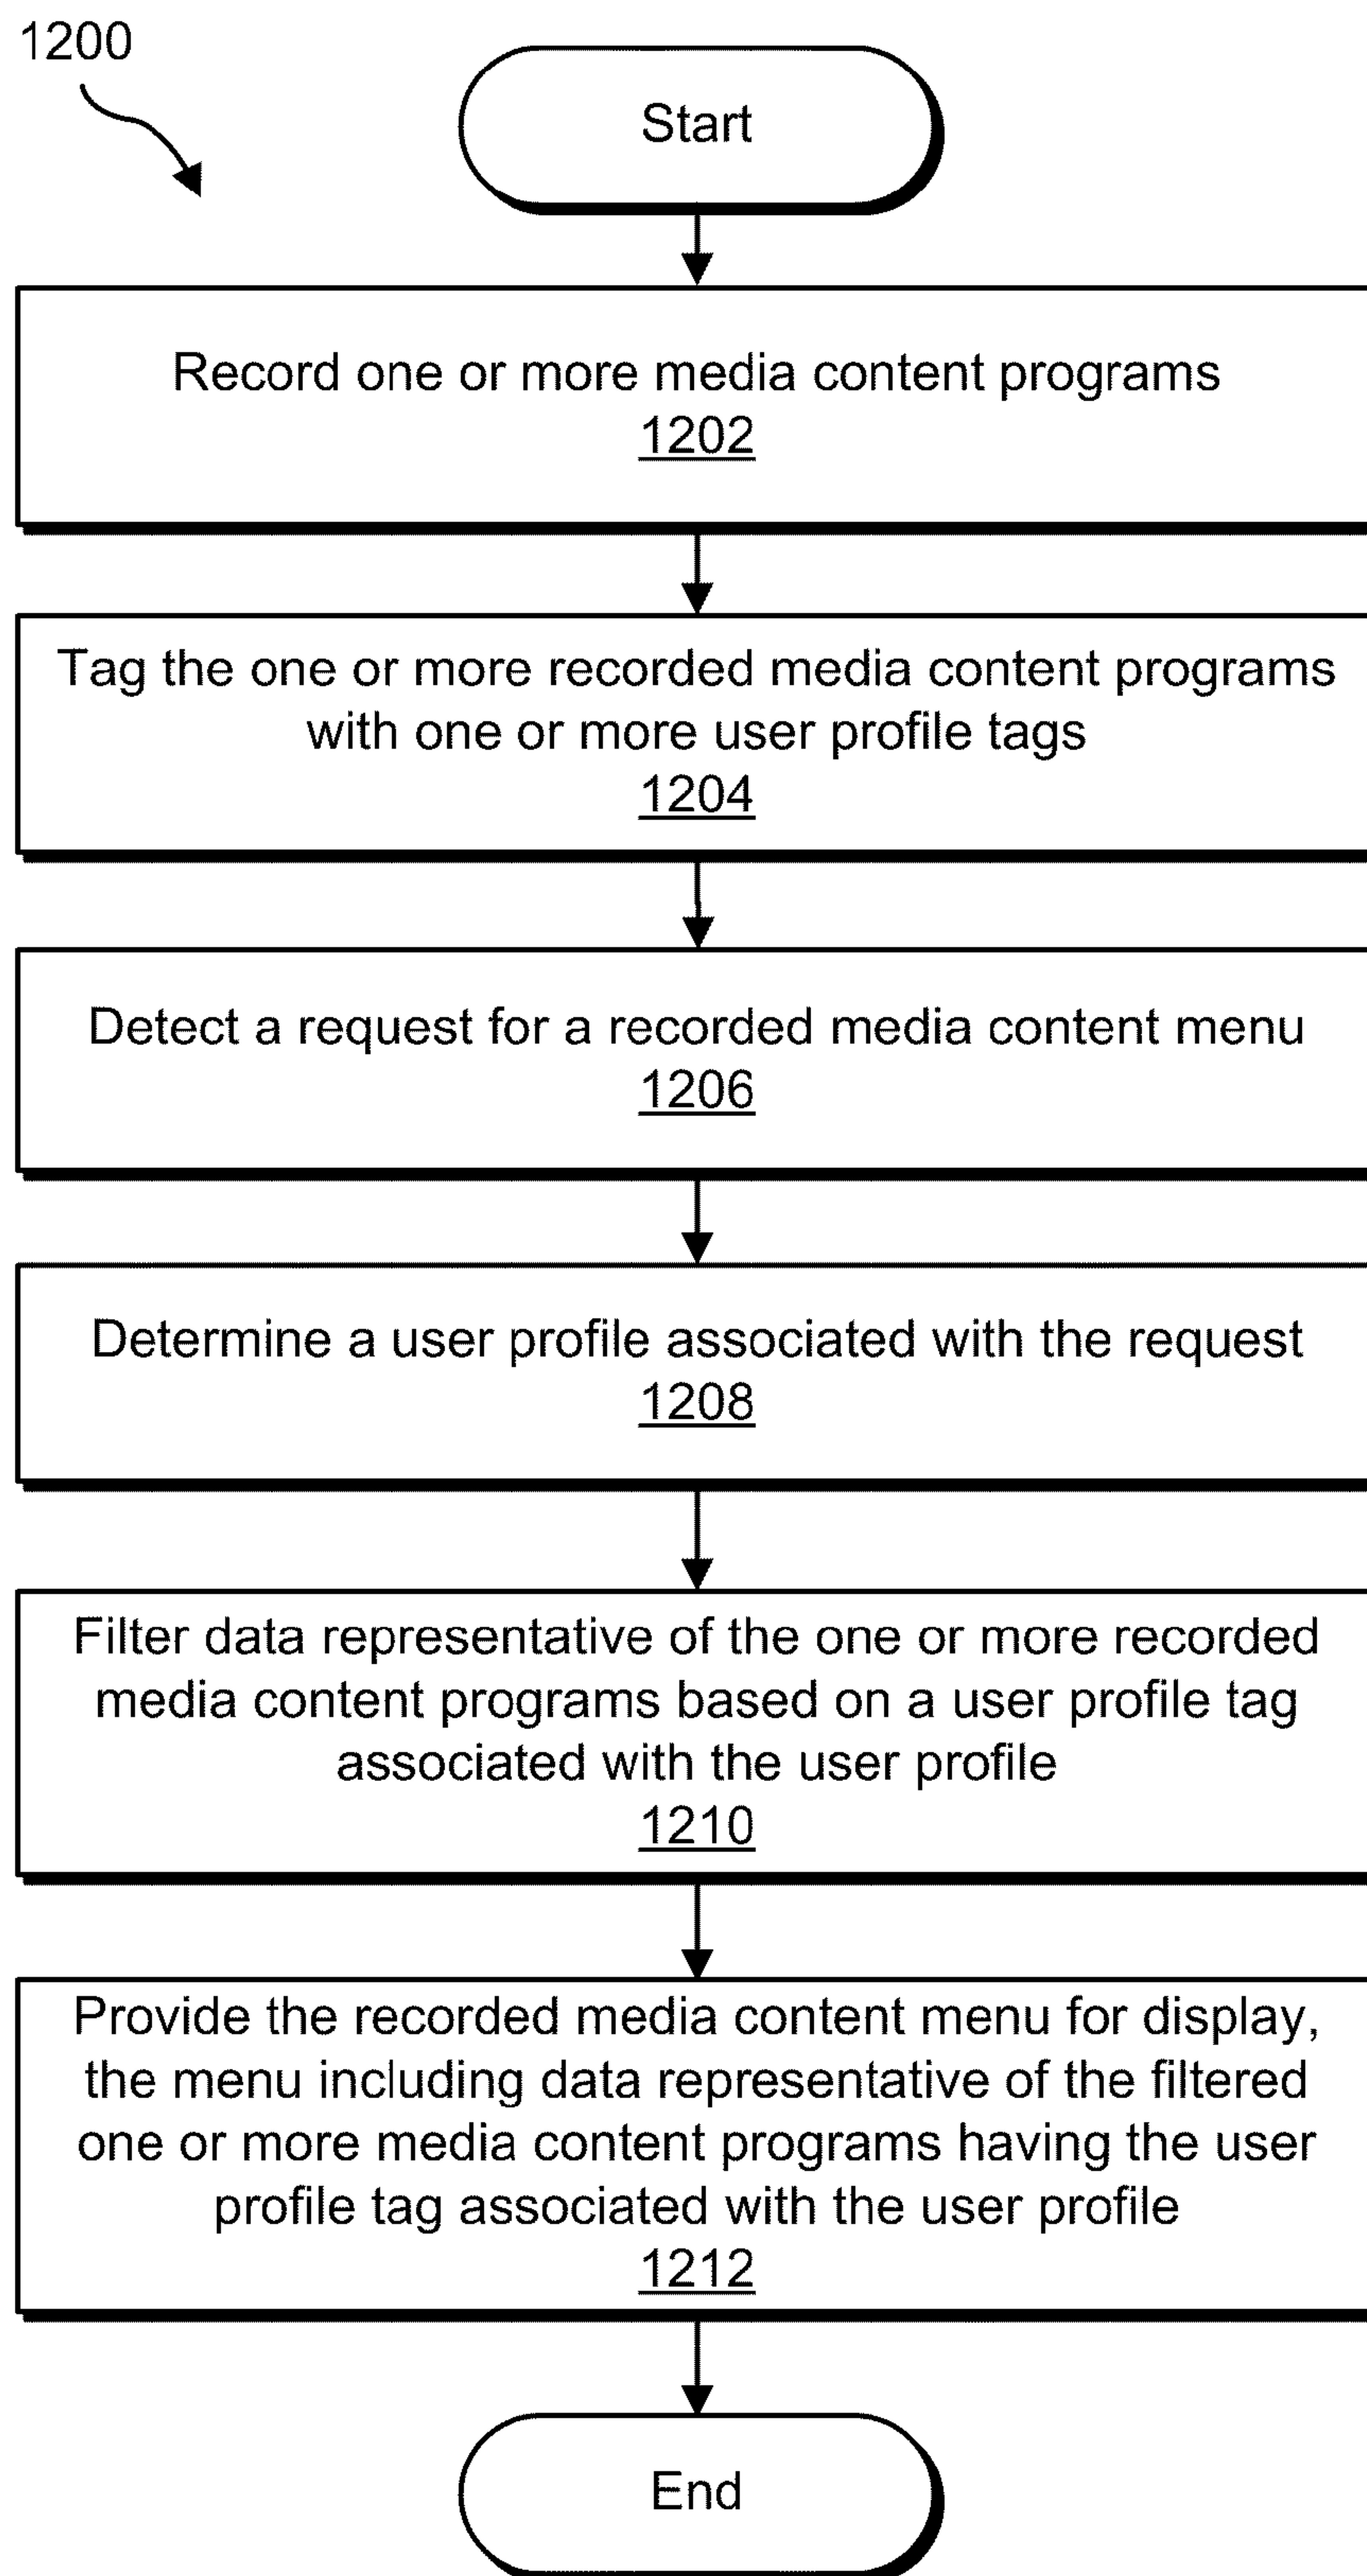 1200
Start
Record one or more media content programs
1202
Tag the one or more recorded media content programs
with one or more user profile tags
1204
Detect a request for a recorded media content menu
1206
Determine a user profile associated with the request
1208
Filter data representative of the one or more recorded
media content programs based on a user profile tag
associated with the user profile
1210
Provide the recorded media content menu for display,
the menu including data representative of the filtered
one or more media content programs having the user
profile tag associated with the user profile
1212
End